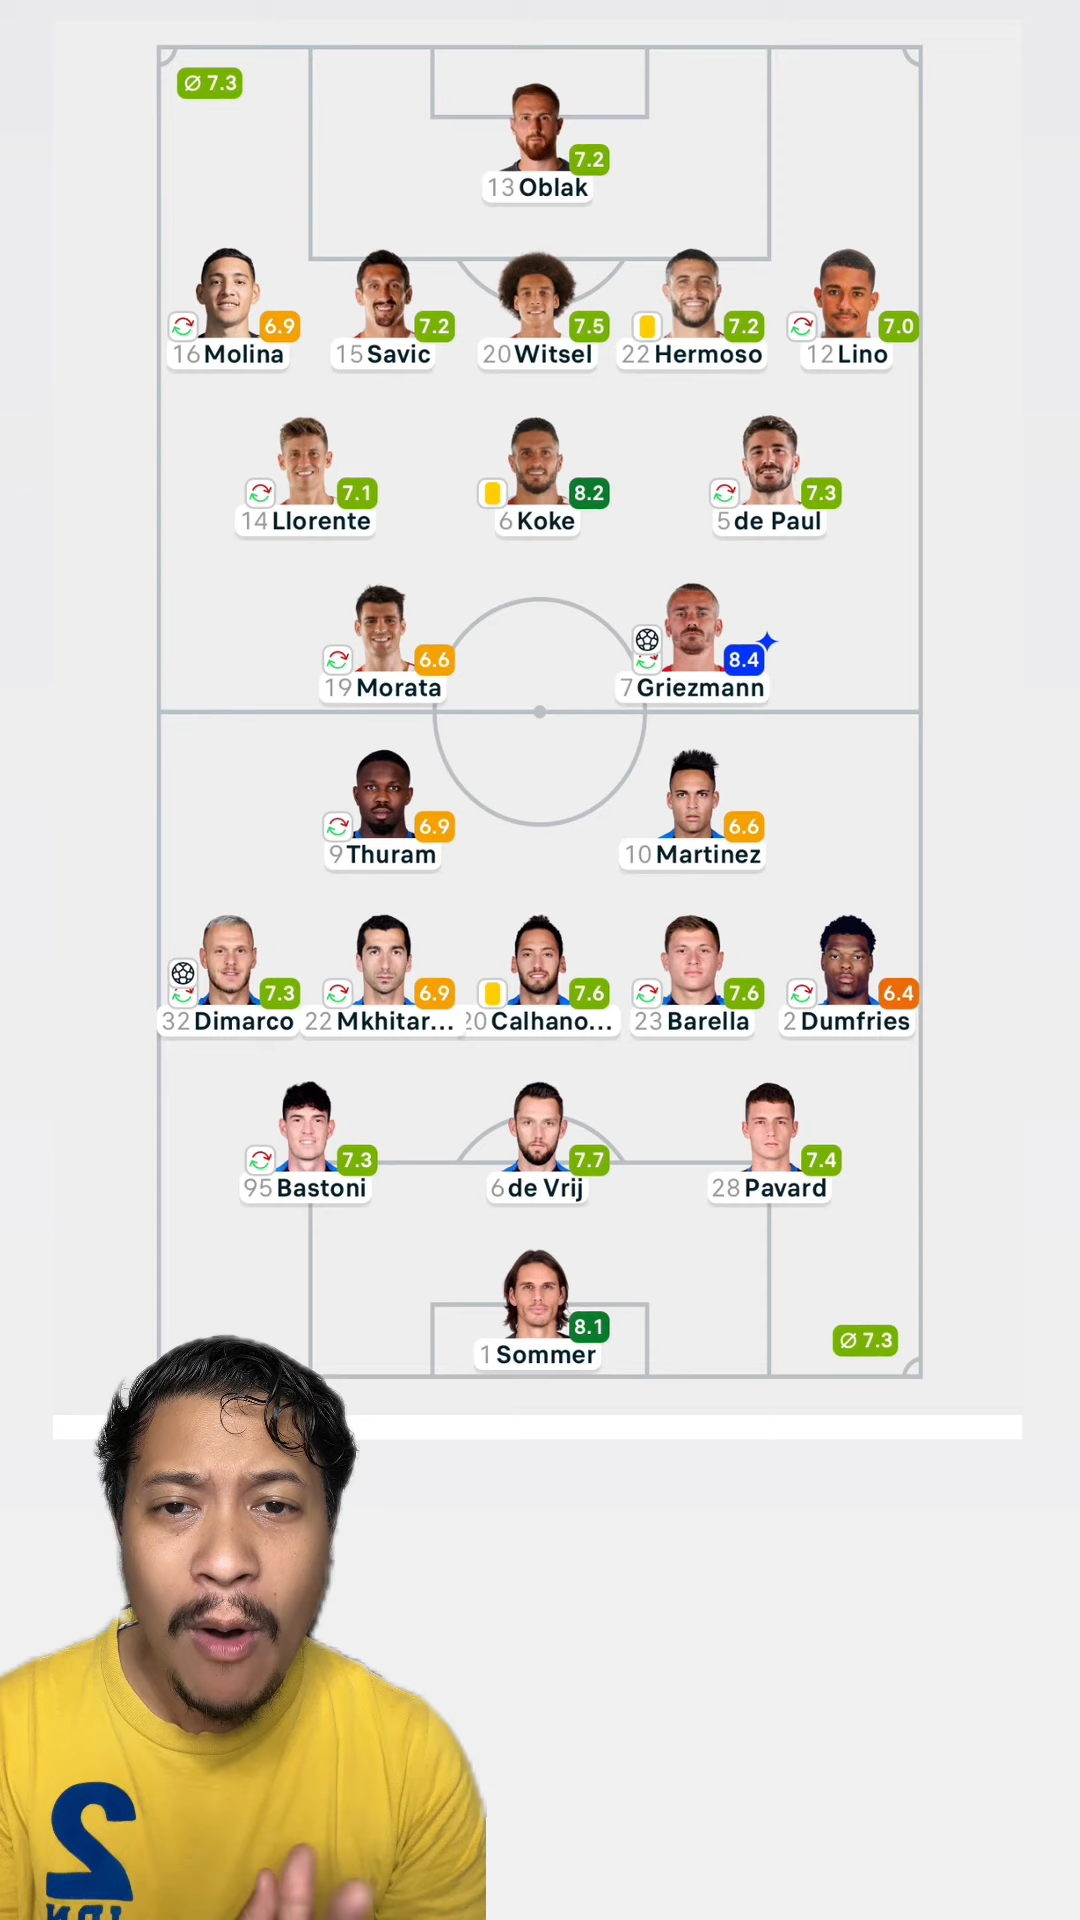 Ø 7.3
7.2
13 Oblak
6.9 7.2 7.5 7.2 7.0
16 Molina 15 Savic 20 Witsel 22 Hermoso 12 Lino
7.1 8.2 7.3
14 Llorente 6 Koke 5 de Paul
6.6 8.4
19 Morata 7 Griezmann
6.9 6.6
9 Thuram 10 Martinez
7.3 6.9 7.6 7.6 6.4
32 Dimarco 22 Mkhitar... 20 Calhano... 23 Barella 2 Dumfries
7.3 7.7 7.4
95 Bastoni 6 de Vrij 28 Pavard
8.1
1 Sommer
Ø 7.3
2